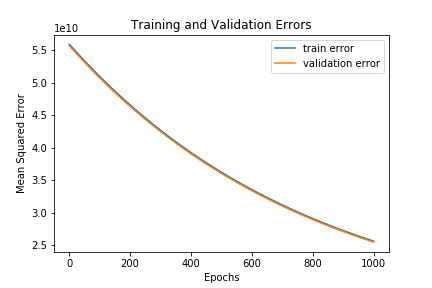 Training and Validation Errors
1e10
train error
validation error
5.5
5.0
4.5
4.0
3.5
3.0
2.5
Mean Squared Error
0 200 400 600 800 1000
Epochs